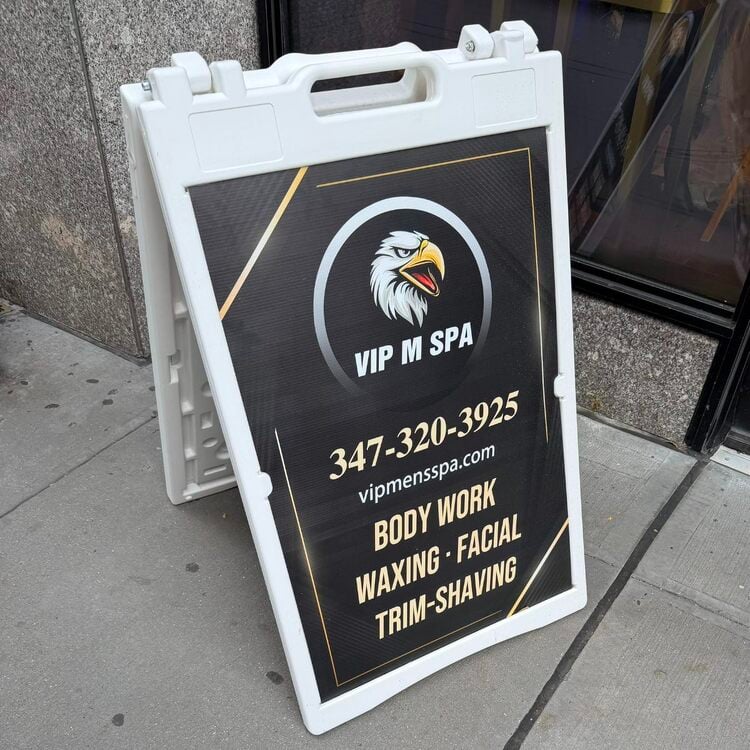 VIP M SPA
347-320-3925
vipmensspa.com
BODY WORK
WAXING · FACIAL
TRIM-SHAVING